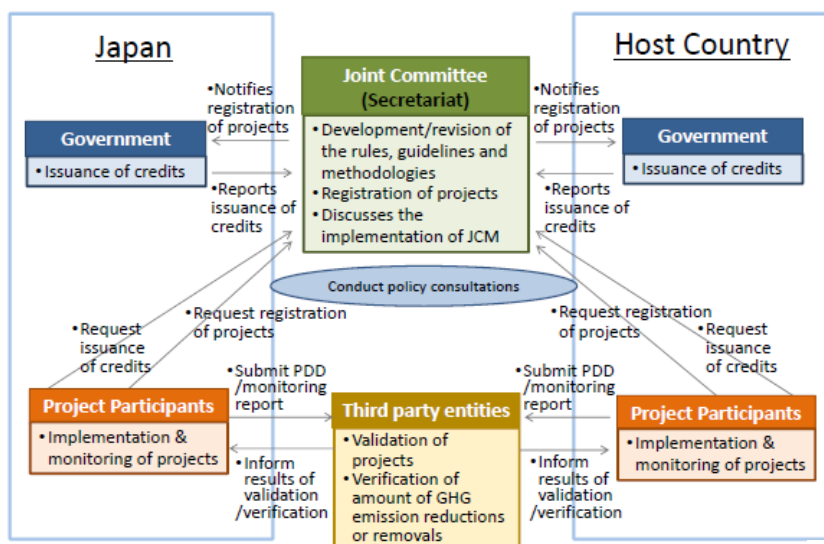 Japan
Host Country
Joint Committee
(Secretariat)
•Development/revision of
the rules, guidelines and
methodologies
•Registration of projects
•Discusses the
implementation of JCM
•Notifies
registration
of projects
•Notifies
registration
of projects
Government
•Issuance of credits
Government
•Issuance of credits
•Reports
issuance of
credits
•Reports
issuance of
credits
Conduct policy consultations
•Request
issuance
of credits
•Request registration
of projects
•Request registration
of projects
•Request
issuance
of credits
•Submit PDD
/monitoring
report
•Submit PDD
/monitoring
report
Project Participants
•Implementation &
monitoring of projects
Third party entities
•Validation of
projects
•Verification of
amount of GHG
emission reductions
or removals
Project Participants
•Implementation &
monitoring of projects
•Inform
results of
validation
/verification
•Inform
results of
validation
/verification